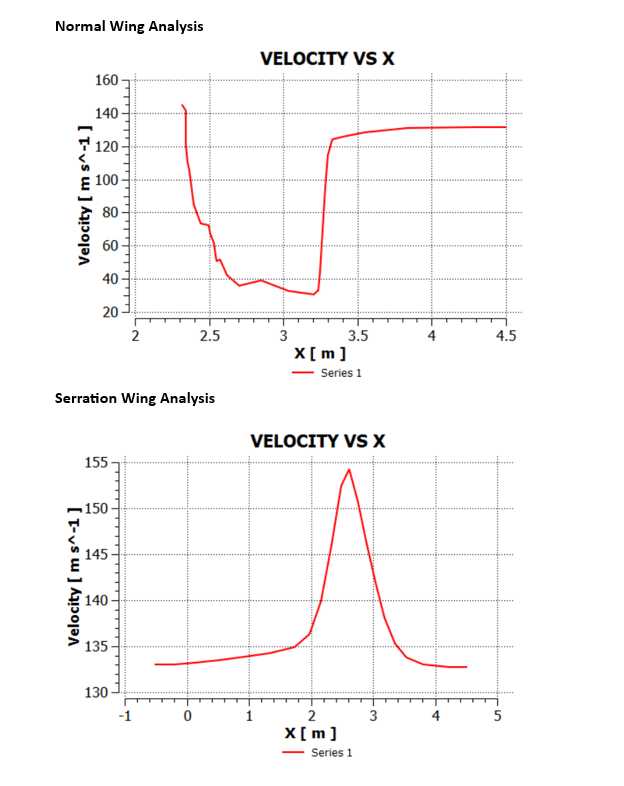 Normal Wing Analysis
VELOCITY VS X
Velocity [ m s^-1 ]
160
140
120
100
80
60
40
20
2 2.5 3 3.5 4 4.5
X [ m ]
Series 1
Serration Wing Analysis
VELOCITY VS X
Velocity [ m s^-1 ]
155
150
145
140
135
130
-1 0 1 2 3 4 5
X [ m ]
Series 1